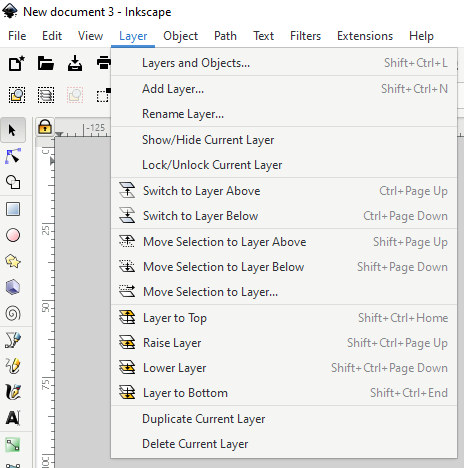 New document 3 - Inkscape
File Edit View Layer Object Path Text Filters Extensions Help
Layers and Objects... Shift+Ctrl+L
Add Layer... Shift+Ctrl+N
Rename Layer...
Show/Hide Current Layer
Lock/Unlock Current Layer
-125
Switch to Layer Above Ctrl+Page Up
Switch to Layer Below Ctrl+Page Down
Move Selection to Layer Above Shift+Page Up
Move Selection to Layer Below Shift+Page Down
Move Selection to Layer...
Layer to Top Shift+Ctrl+Home
Raise Layer Shift+Ctrl+Page Up
Lower Layer Shift+Ctrl+Page Down
Layer to Bottom Shift+Ctrl+End
Duplicate Current Layer
Delete Current Layer
0
25
50
75
A